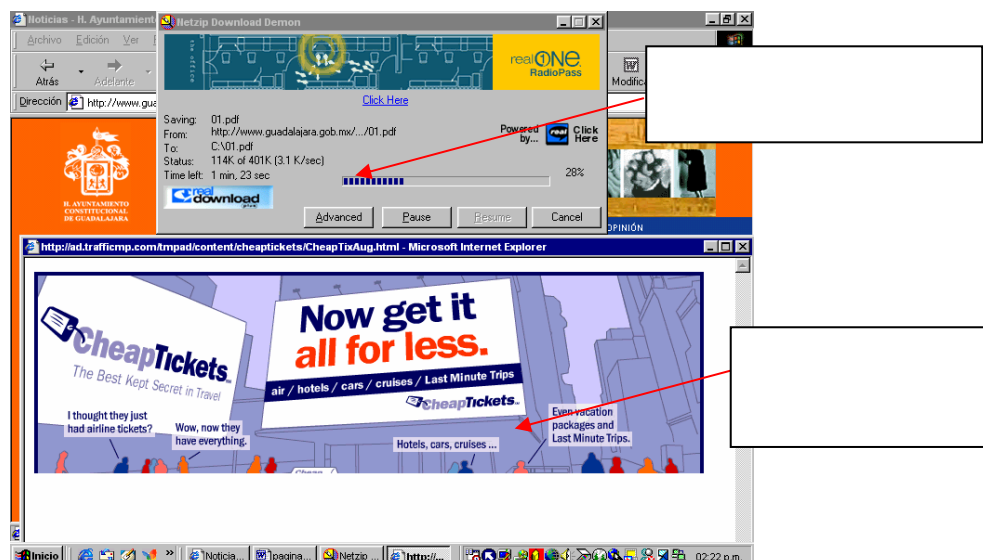 Noticias - H. Ayuntamient
Netzip Download Demon
Archivo Edición Ver
Atrás Adelante
Modific
Dirección http://www.gua
the office
realONE
RadioPass
Click Here
Saving: 01.pdf
From: http://www.guadalajara.gob.mx/.../01.pdf
To: C:\01.pdf
Status: 114K of 401K (3.1 K/sec)
Time left: 1 min, 23 sec
28%
Powered by... real Click Here
real download
Advanced Pause Resume Cancel
H. AYUNTAMIENTO
CONSTITUCIONAL
DE GUADALAJARA
OPINIÓN
http://ad.trafficmp.com/tmpad/content/cheaptickets/CheapTixAug.html - Microsoft Internet Explorer
CheapTickets.
The Best Kept Secret in Travel
Now get it
all for less.
air / hotels / cars / cruises / Last Minute Trips
CheapTickets
I thought they just
had airline tickets?
Wow, now they
have everything.
Hotels, cars, cruises ...
Even vacation
packages and
Last Minute Trips.
Cheap
Inicio » Noticia... pagina... Netzip ... http://... 02:22 p.m.